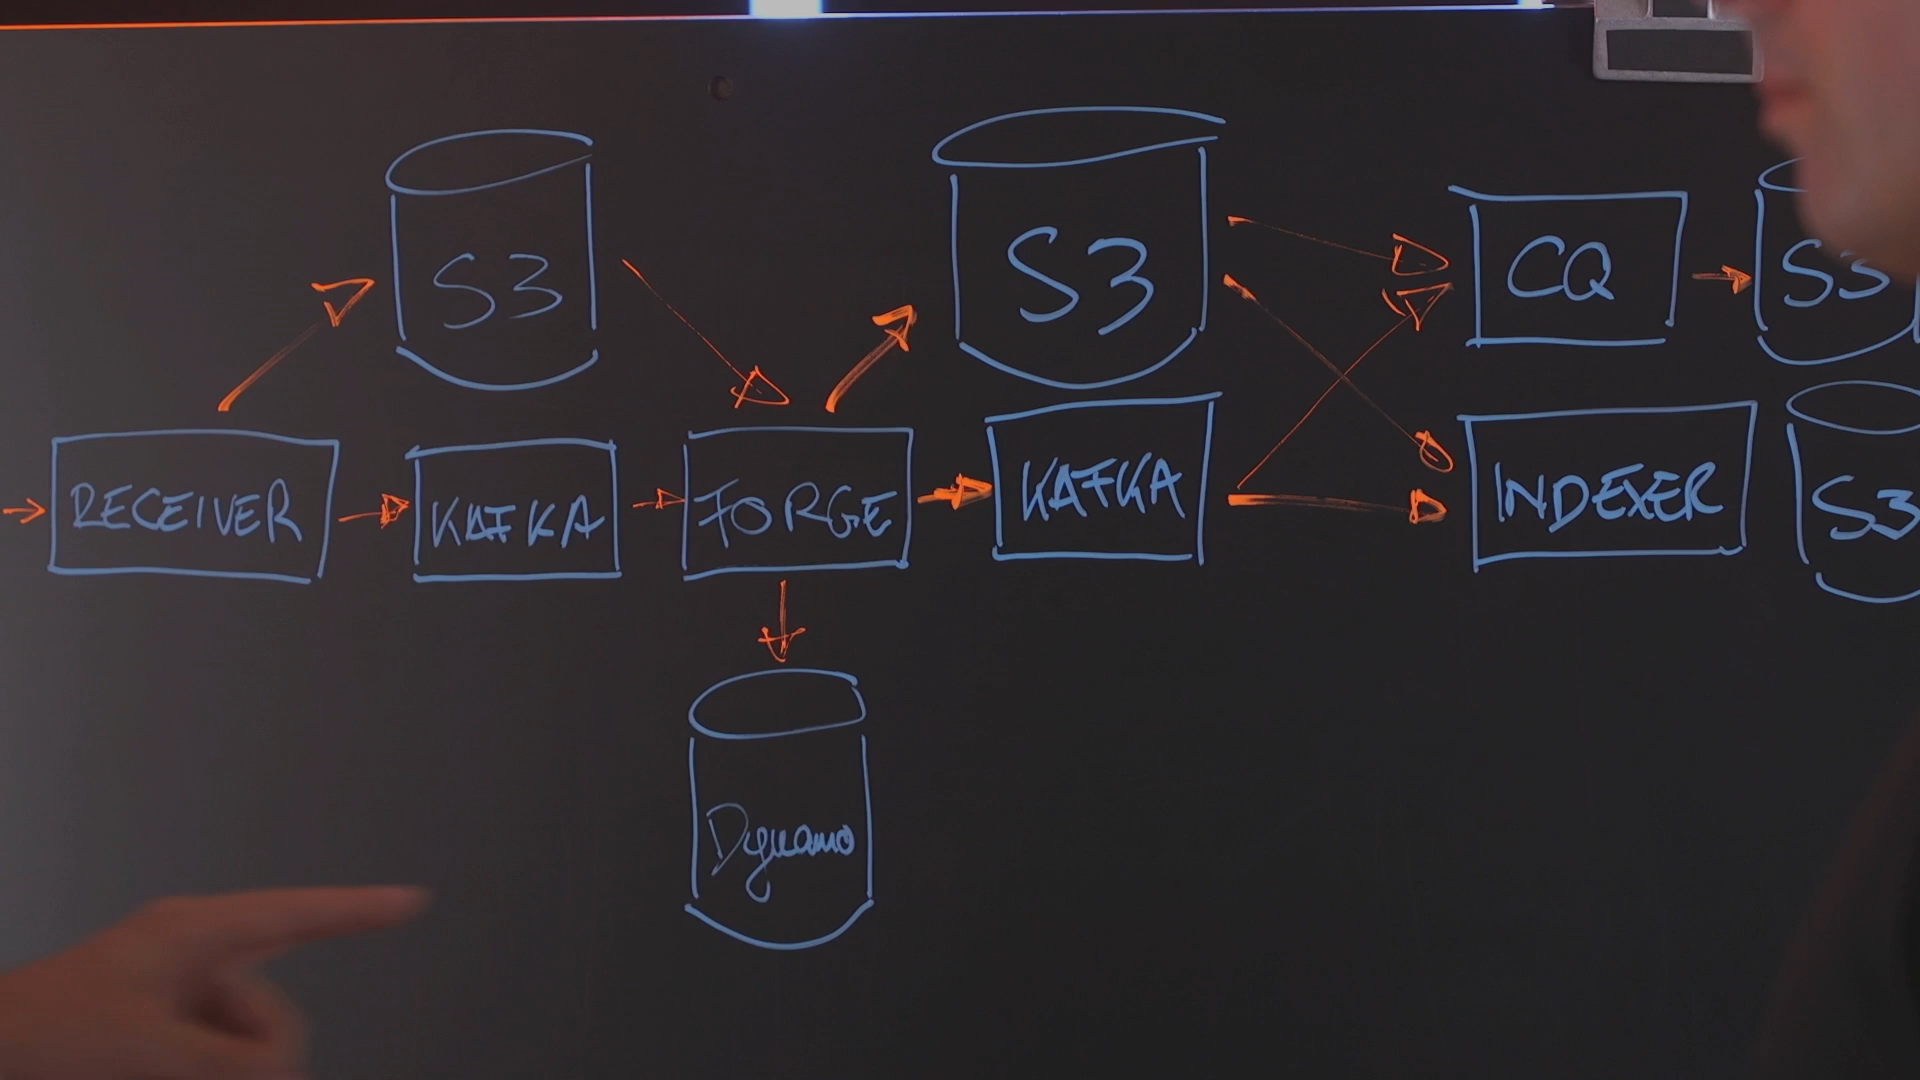 S3
S3
CQ
S3
RECEIVER
KAFKA
FORGE
KAFKA
INDEXER
S3
Dynamo